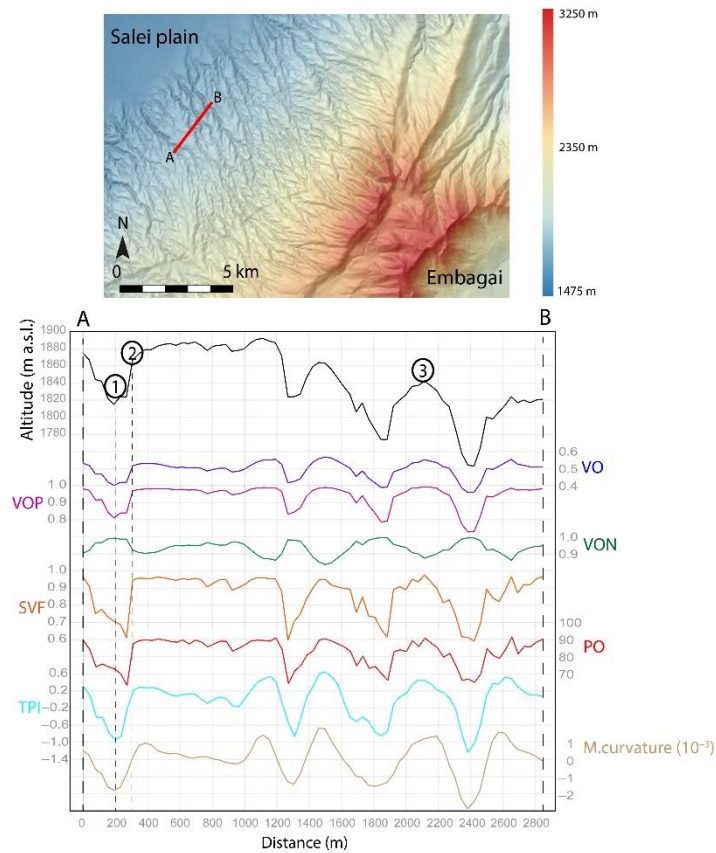 Salei plain
3250 m
B
A
2350 m
N
0 5 km
Embagai
1475 m
A B
1900
1880
1860
1840
1820
1800
1780
Altitude (m a.s.l.)
1
2
3
0.6
0.5
0.4
VO
1.0
0.9
0.8
VOP
1.0
0.9
VON
1.0
0.9
0.8
0.7
0.6
SVF
100
90
80
70
PO
0.6
0.2
-0.2
-0.6
-1.0
-1.4
TPI
1
0
-1
-2
M.curvature (10⁻³)
0 200 400 600 800 1000 1200 1400 1600 1800 2000 2200 2400 2600 2800
Distance (m)